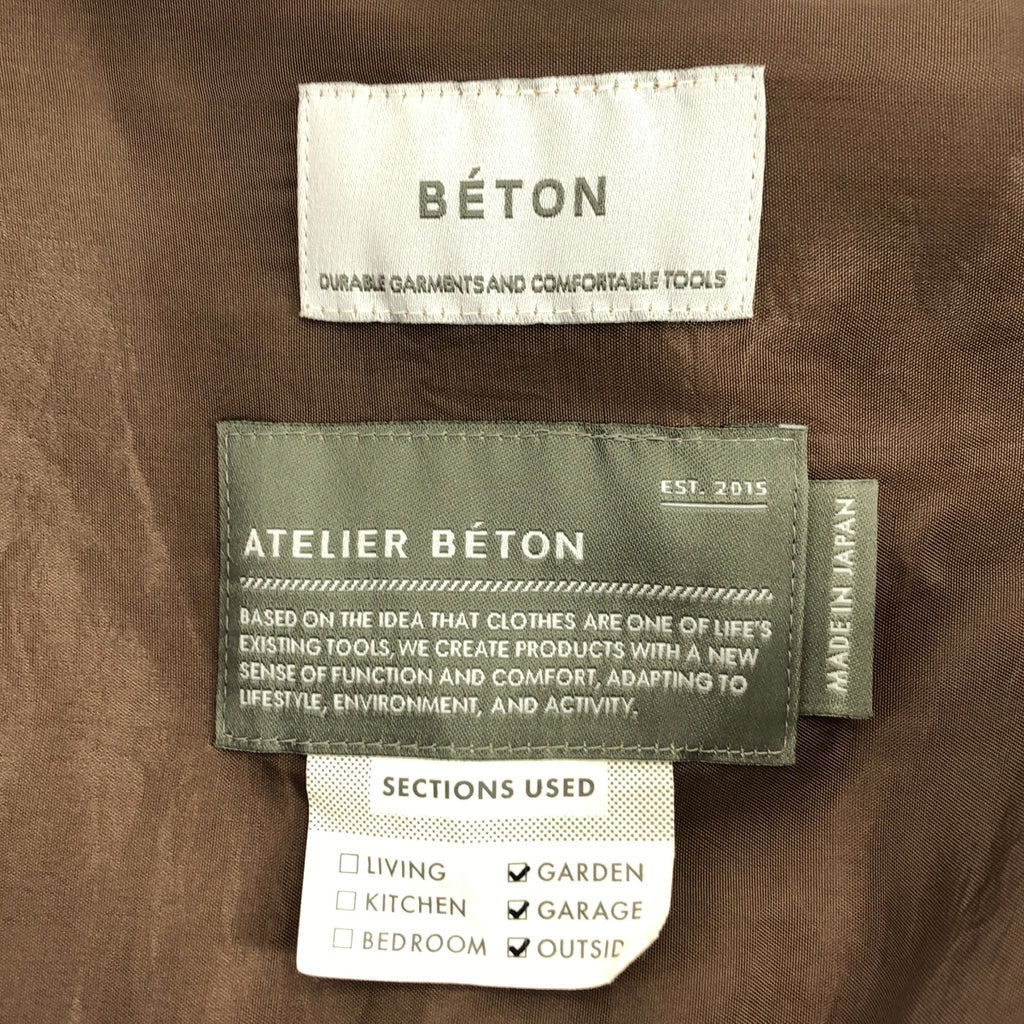 BÉTON
DURABLE GARMENTS AND COMFORTABLE TOOLS
EST. 2015
ATELIER BÉTON
BASED ON THE IDEA THAT CLOTHES ARE ONE OF LIFE'S
EXISTING TOOLS, WE CREATE PRODUCTS WITH A NEW
SENSE OF FUNCTION AND COMFORT, ADAPTING TO
LIFESTYLE, ENVIRONMENT, AND ACTIVITY.
MADE IN JAPAN
SECTIONS USED
LIVING
KITCHEN
BEDROOM
GARDEN
GARAGE
OUTSID